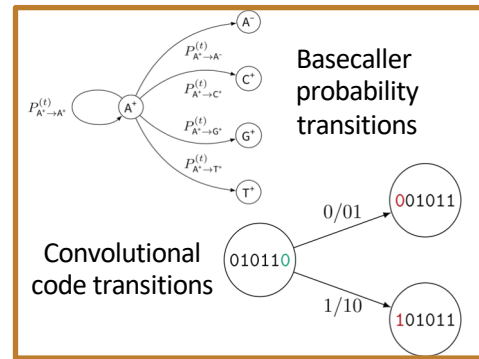 A⁻
P^{(t)}_{A⁺→A⁻}
Basecaller
probability
transitions
P^{(t)}_{A⁺→A⁺}
A⁺
P^{(t)}_{A⁺→C⁺}
C⁺
P^{(t)}_{A⁺→G⁺}
G⁺
P^{(t)}_{A⁺→T⁺}
T⁺
0/01
001011
Convolutional
code transitions
010110
1/10
101011